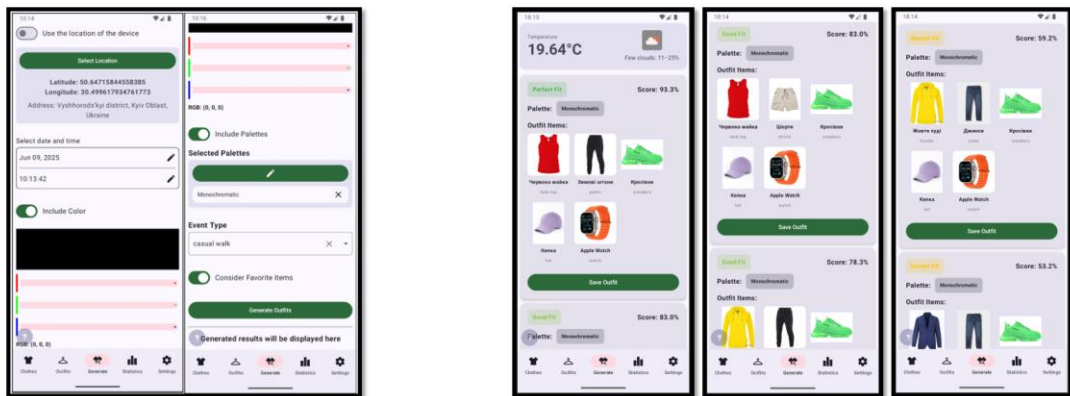 10:14
Use the location of the device
Select Location
Latitude: 50.64715844558385
Longitude: 30.499617934761773
Address: Vyshhorods'kyi district, Kyiv Oblast,
Ukraine
Select date and time
Jun 09, 2025
10:13:42
Include Color
RGB: (0, 0, 0)
Clothes
Outfits
Generate
Statistics
Settings
10:16
RGB: (0, 0, 0)
Include Palettes
Selected Palettes
Monochromatic
Event Type
casual walk
Consider Favorite Items
Generate Outfits
Generated results will be displayed here
Clothes
Outfits
Generate
Statistics
Settings
18:13
Temperature
19.64°C
Few clouds: 11-25%
Perfect Fit
Score: 93.3%
Palette: Monochromatic
Outfit Items:
Червона майка
Зимові штани
Кросівки
tank top
pants
sneakers
Кепка
Apple Watch
hat
watch
Save Outfit
Good Fit
Score: 83.0%
Palette: Monochromatic
Clothes
Outfits
Generate
Statistics
Settings
18:14
Good Fit
Score: 83.0%
Palette: Monochromatic
Outfit Items:
Червона майка
Шорти
Кросівки
tank top
shorts
sneakers
Кепка
Apple Watch
hat
watch
Save Outfit
Good Fit
Score: 78.3%
Palette: Monochromatic
Outfit Items:
Clothes
Outfits
Generate
Statistics
Settings
18:14
Decent Fit
Score: 59.2%
Palette: Monochromatic
Outfit Items:
Жовте худі
Джинси
Кросівки
hoodie
jeans
sneakers
Кепка
Apple Watch
hat
watch
Save Outfit
Decent Fit
Score: 53.2%
Palette: Monochromatic
Outfit Items:
Clothes
Outfits
Generate
Statistics
Settings